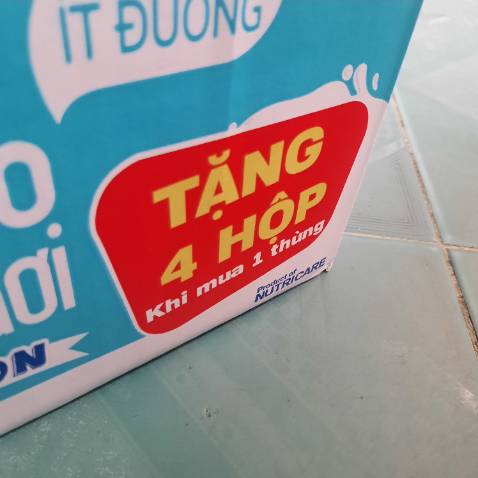 ÍT ĐƯỜNG
TẶNG
4 HỘP
Khi mua 1 thùng
Product of
NUTRICARE